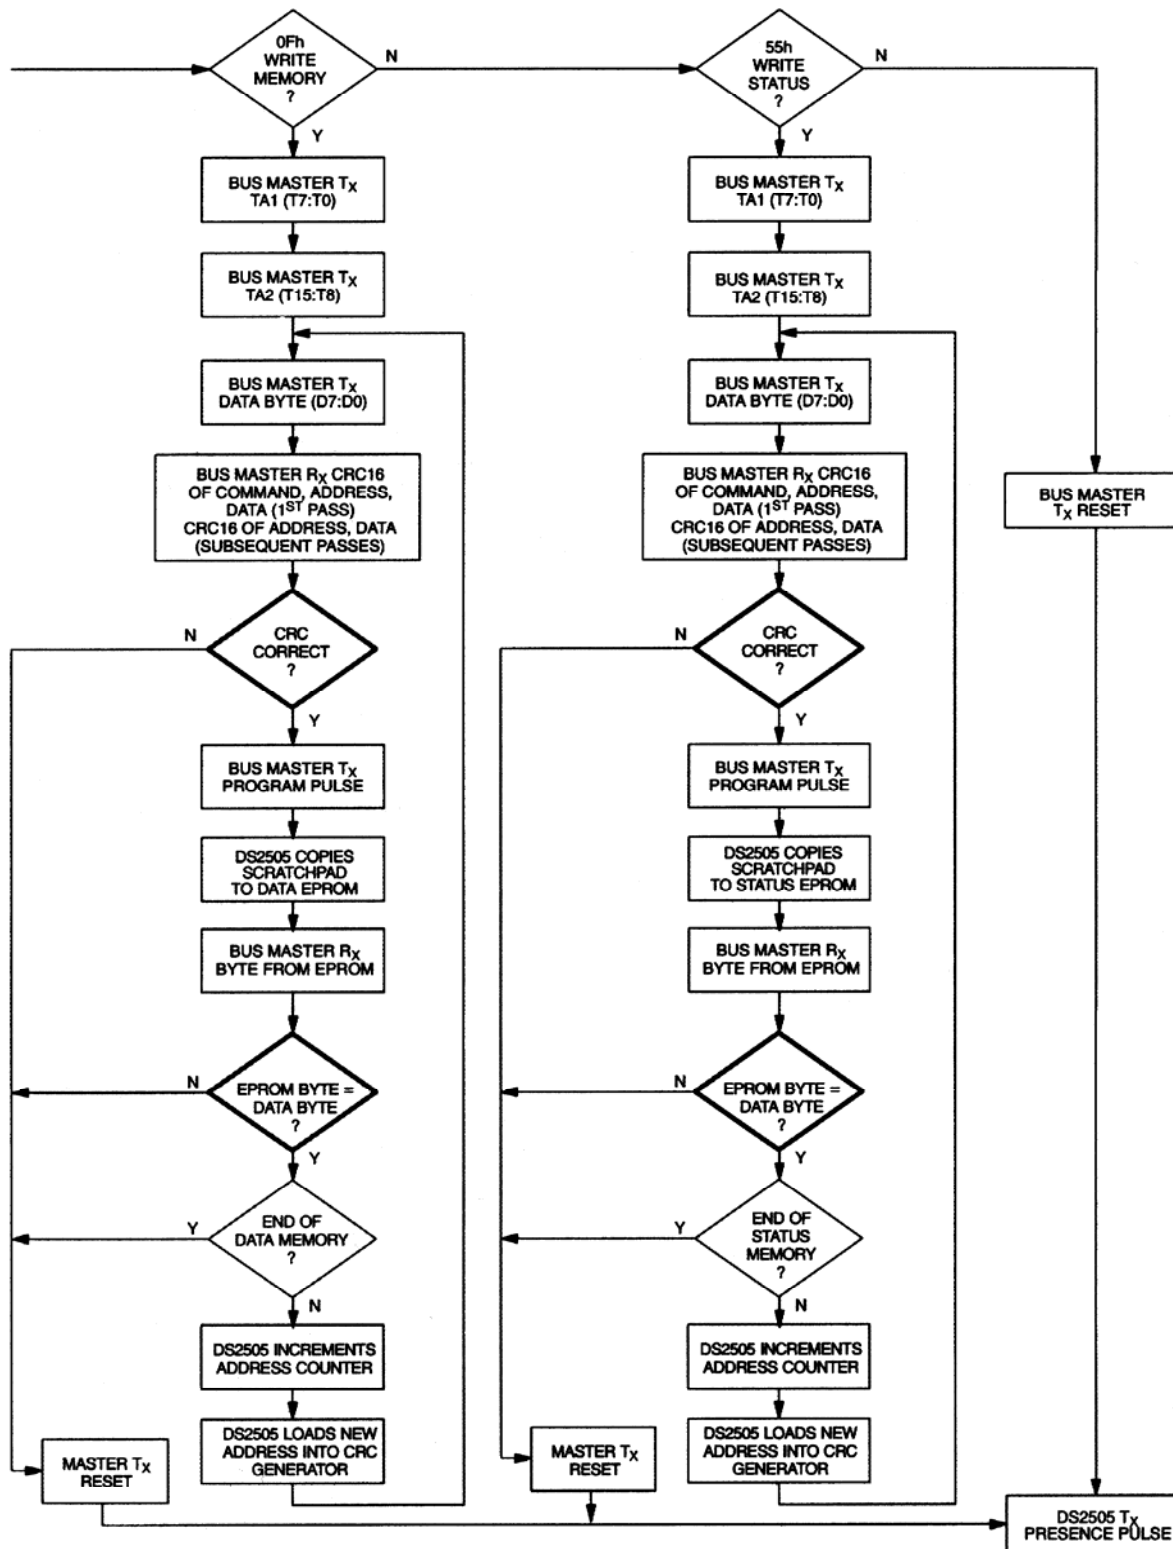 0Fh
WRITE
MEMORY
?
N
Y
BUS MASTER TX
TA1 (T7:T0)
BUS MASTER TX
TA2 (T15:T8)
BUS MASTER TX
DATA BYTE (D7:D0)
BUS MASTER RX CRC16
OF COMMAND, ADDRESS,
DATA (1ST PASS)
CRC16 OF ADDRESS, DATA
(SUBSEQUENT PASSES)
N
CRC
CORRECT
?
Y
BUS MASTER TX
PROGRAM PULSE
DS2505 COPIES
SCRATCHPAD
TO DATA EPROM
BUS MASTER RX
BYTE FROM EPROM
N
EPROM BYTE =
DATA BYTE
?
Y
Y
END OF
DATA MEMORY
?
N
DS2505 INCREMENTS
ADDRESS COUNTER
DS2505 LOADS NEW
ADDRESS INTO CRC
GENERATOR
MASTER TX
RESET
55h
WRITE
STATUS
?
N
Y
BUS MASTER TX
TA1 (T7:T0)
BUS MASTER TX
TA2 (T15:T8)
BUS MASTER TX
DATA BYTE (D7:D0)
BUS MASTER RX CRC16
OF COMMAND, ADDRESS,
DATA (1ST PASS)
CRC16 OF ADDRESS, DATA
(SUBSEQUENT PASSES)
N
CRC
CORRECT
?
Y
BUS MASTER TX
PROGRAM PULSE
DS2505 COPIES
SCRATCHPAD
TO STATUS EPROM
BUS MASTER RX
BYTE FROM EPROM
N
EPROM BYTE =
DATA BYTE
?
Y
Y
END OF
STATUS
MEMORY
?
N
DS2505 INCREMENTS
ADDRESS COUNTER
DS2505 LOADS NEW
ADDRESS INTO CRC
GENERATOR
MASTER TX
RESET
BUS MASTER
TX RESET
DS2505 TX
PRESENCE PULSE